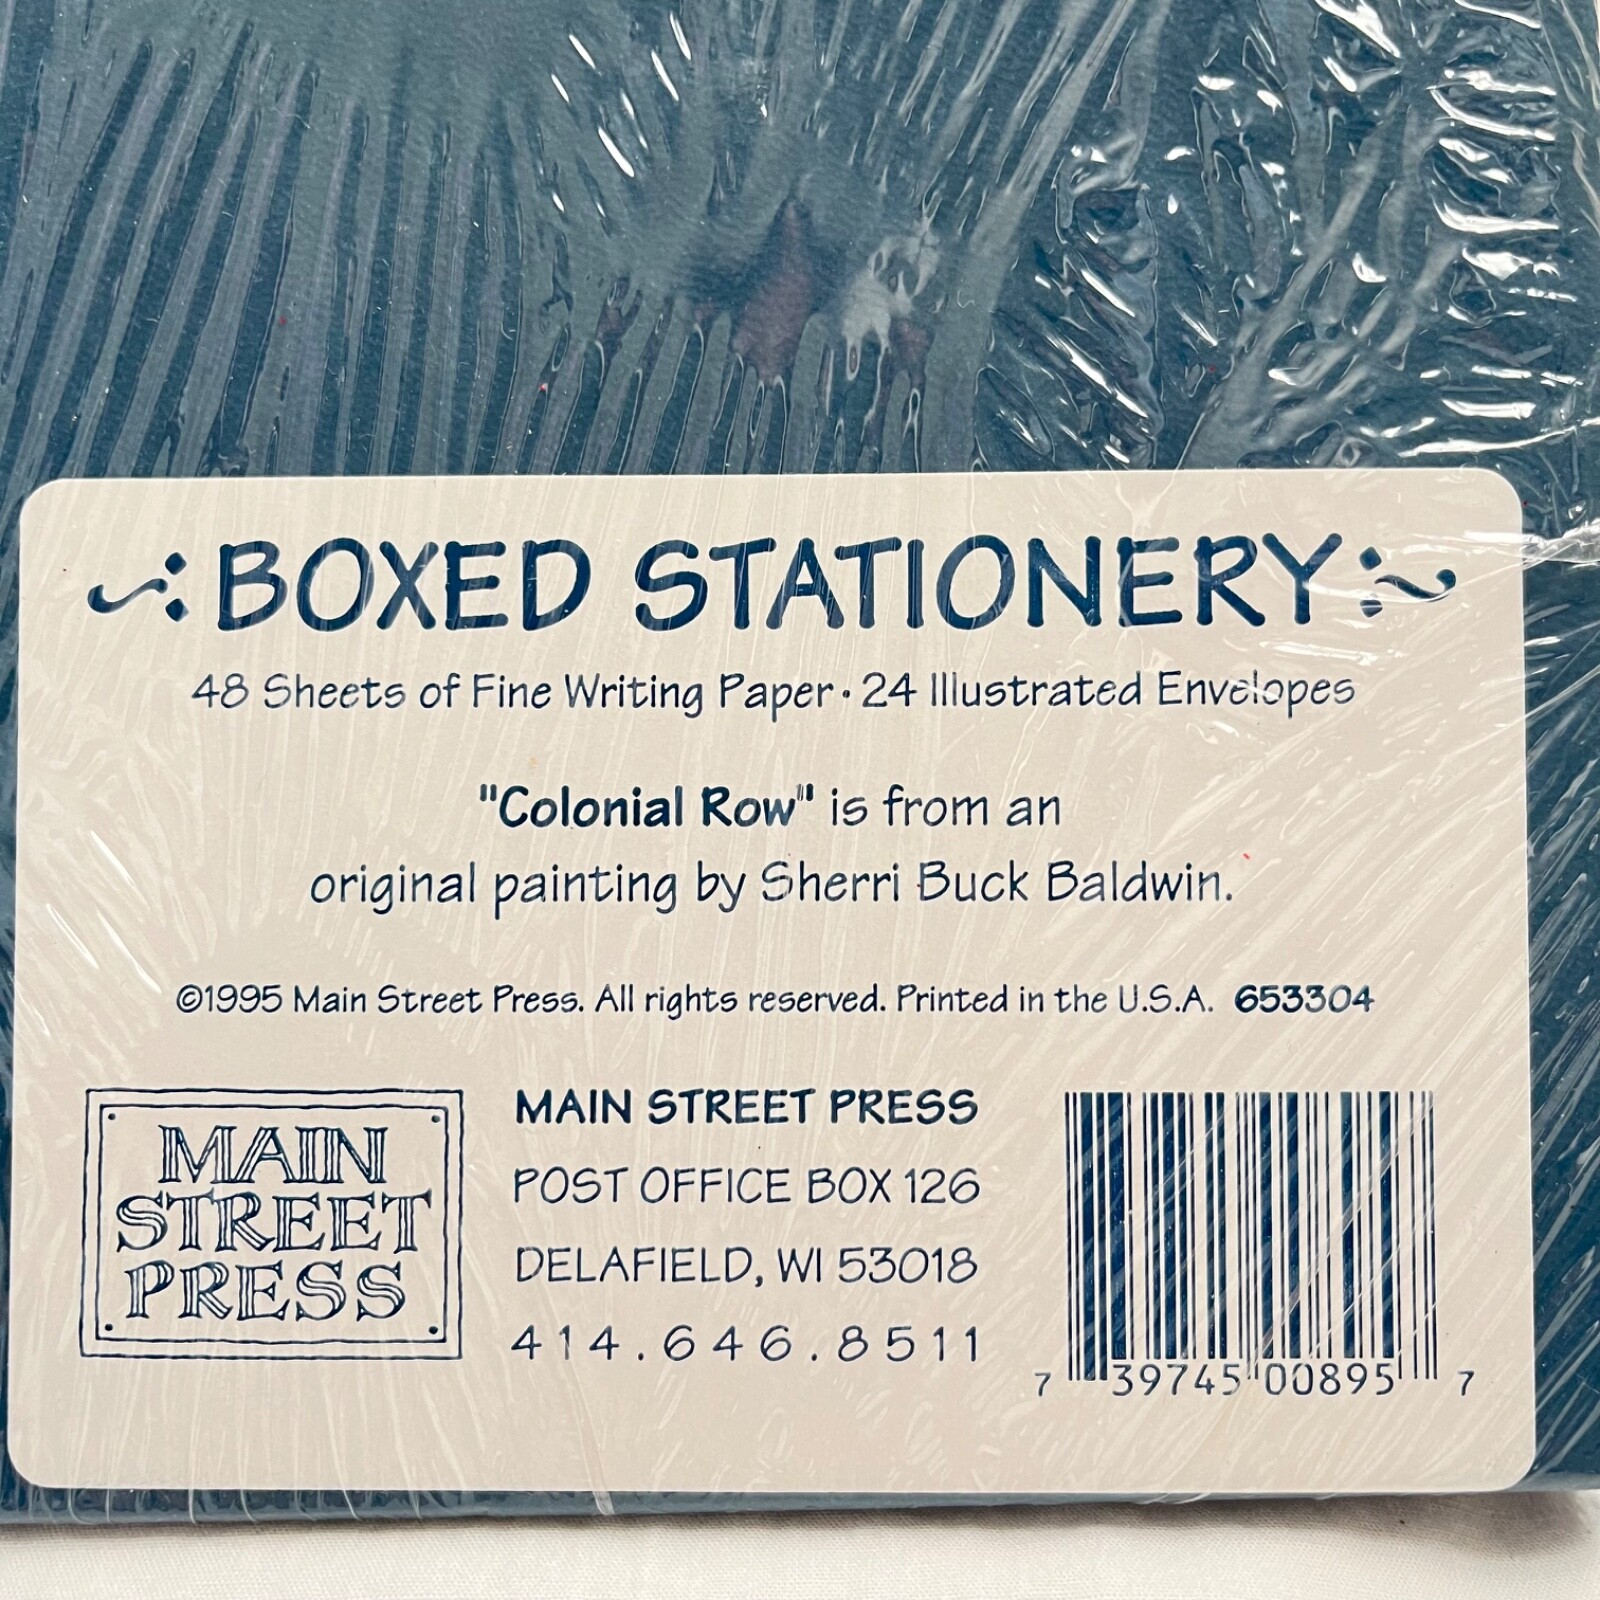 BOXED STATIONERY
48 Sheets of Fine Writing Paper · 24 Illustrated Envelopes
"Colonial Row" is from an
original painting by Sherri Buck Baldwin.
©1995 Main Street Press. All rights reserved. Printed in the U.S.A. 653304
MAIN
STREET
PRESS
MAIN STREET PRESS
POST OFFICE BOX 126
DELAFIELD, WI 53018
414.646.8511
7 39745 00895 7